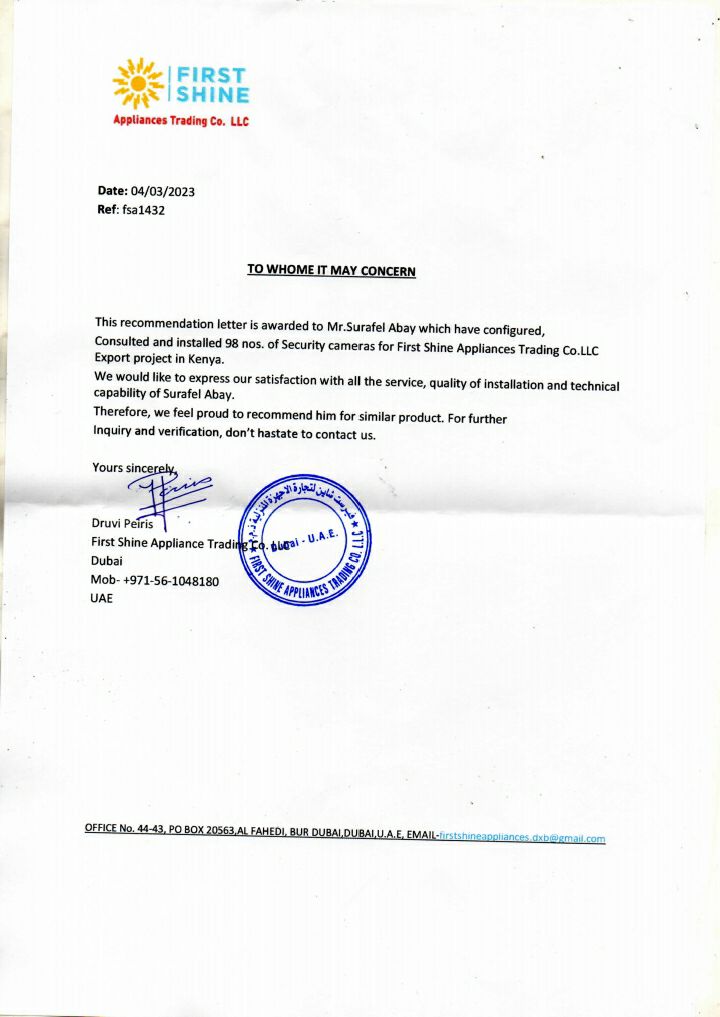 FIRST
SHINE
Appliances Trading Co. LLC
Date: 04/03/2023
Ref: fsa1432
TO WHOME IT MAY CONCERN
This recommendation letter is awarded to Mr.Surafel Abay which have configured,
Consulted and installed 98 nos. of Security cameras for First Shine Appliances Trading Co.LLC
Export project in Kenya.
We would like to express our satisfaction with all the service, quality of installation and technical
capability of Surafel Abay.
Therefore, we feel proud to recommend him for similar product. For further
Inquiry and verification, don't hastate to contact us.
Yours sincerely,
Peiris
Druvi Peiris
First Shine Appliance Trading Co. LLC
Dubai
Mob- +971-56-1048180
UAE
فيرست شاين لتجارة الاجهزة المنزلية ذ.م.م
Dubai - U.A.E.
FIRST SHINE APPLIANCES TRADING CO. L.L.C
OFFICE No. 44-43, PO BOX 20563,AL FAHEDI, BUR DUBAI,DUBAI,U.A.E, EMAIL-firstshineappliances.dxb@gmail.com